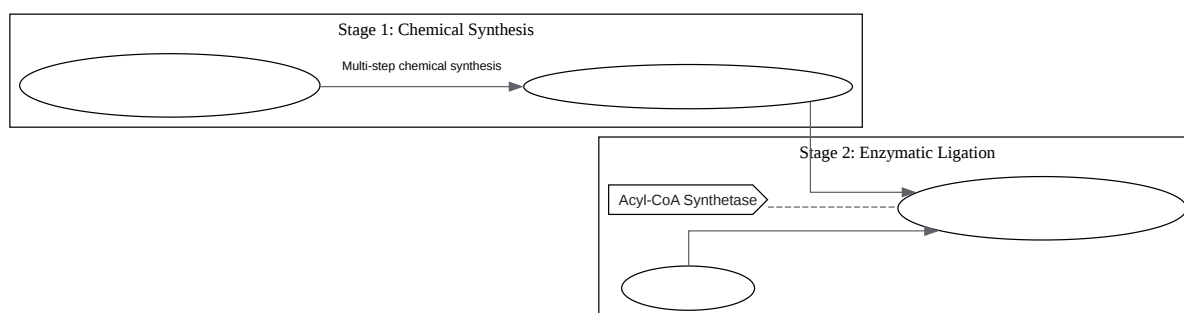 Stage 1: Chemical Synthesis
Multi-step chemical synthesis
Stage 2: Enzymatic Ligation
Acyl-CoA Synthetase